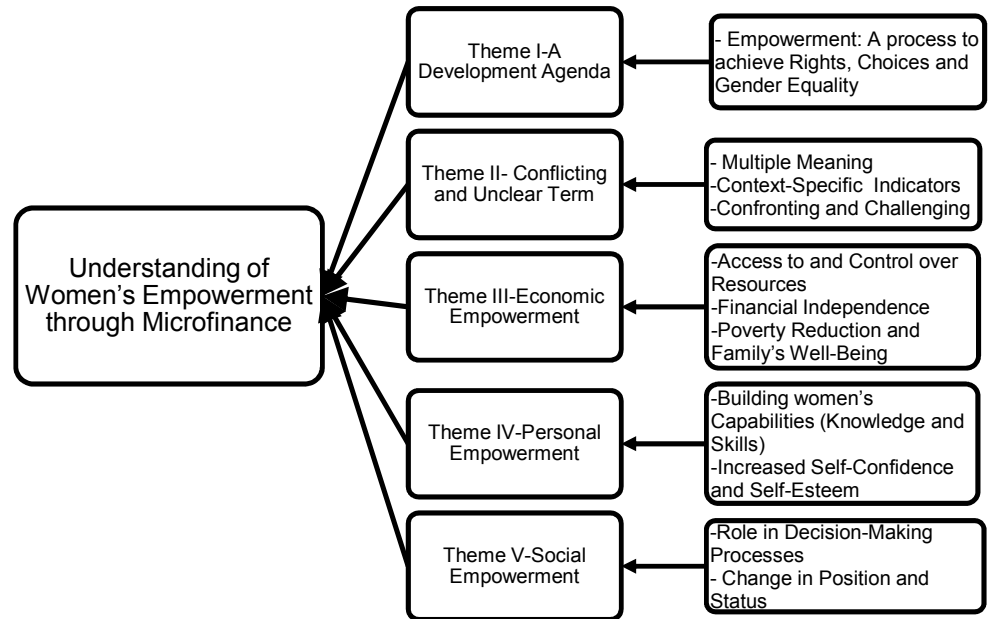 Understanding of
Women's Empowerment
through Microfinance
Theme I-A
Development Agenda
- Empowerment: A process to
achieve Rights, Choices and
Gender Equality
Theme II- Conflicting
and Unclear Term
- Multiple Meaning
-Context-Specific Indicators
-Confronting and Challenging
Theme III-Economic
Empowerment
-Access to and Control over
Resources
-Financial Independence
-Poverty Reduction and
Family's Well-Being
Theme IV-Personal
Empowerment
-Building women's
Capabilities (Knowledge and
Skills)
-Increased Self-Confidence
and Self-Esteem
Theme V-Social
Empowerment
-Role in Decision-Making
Processes
- Change in Position and
Status